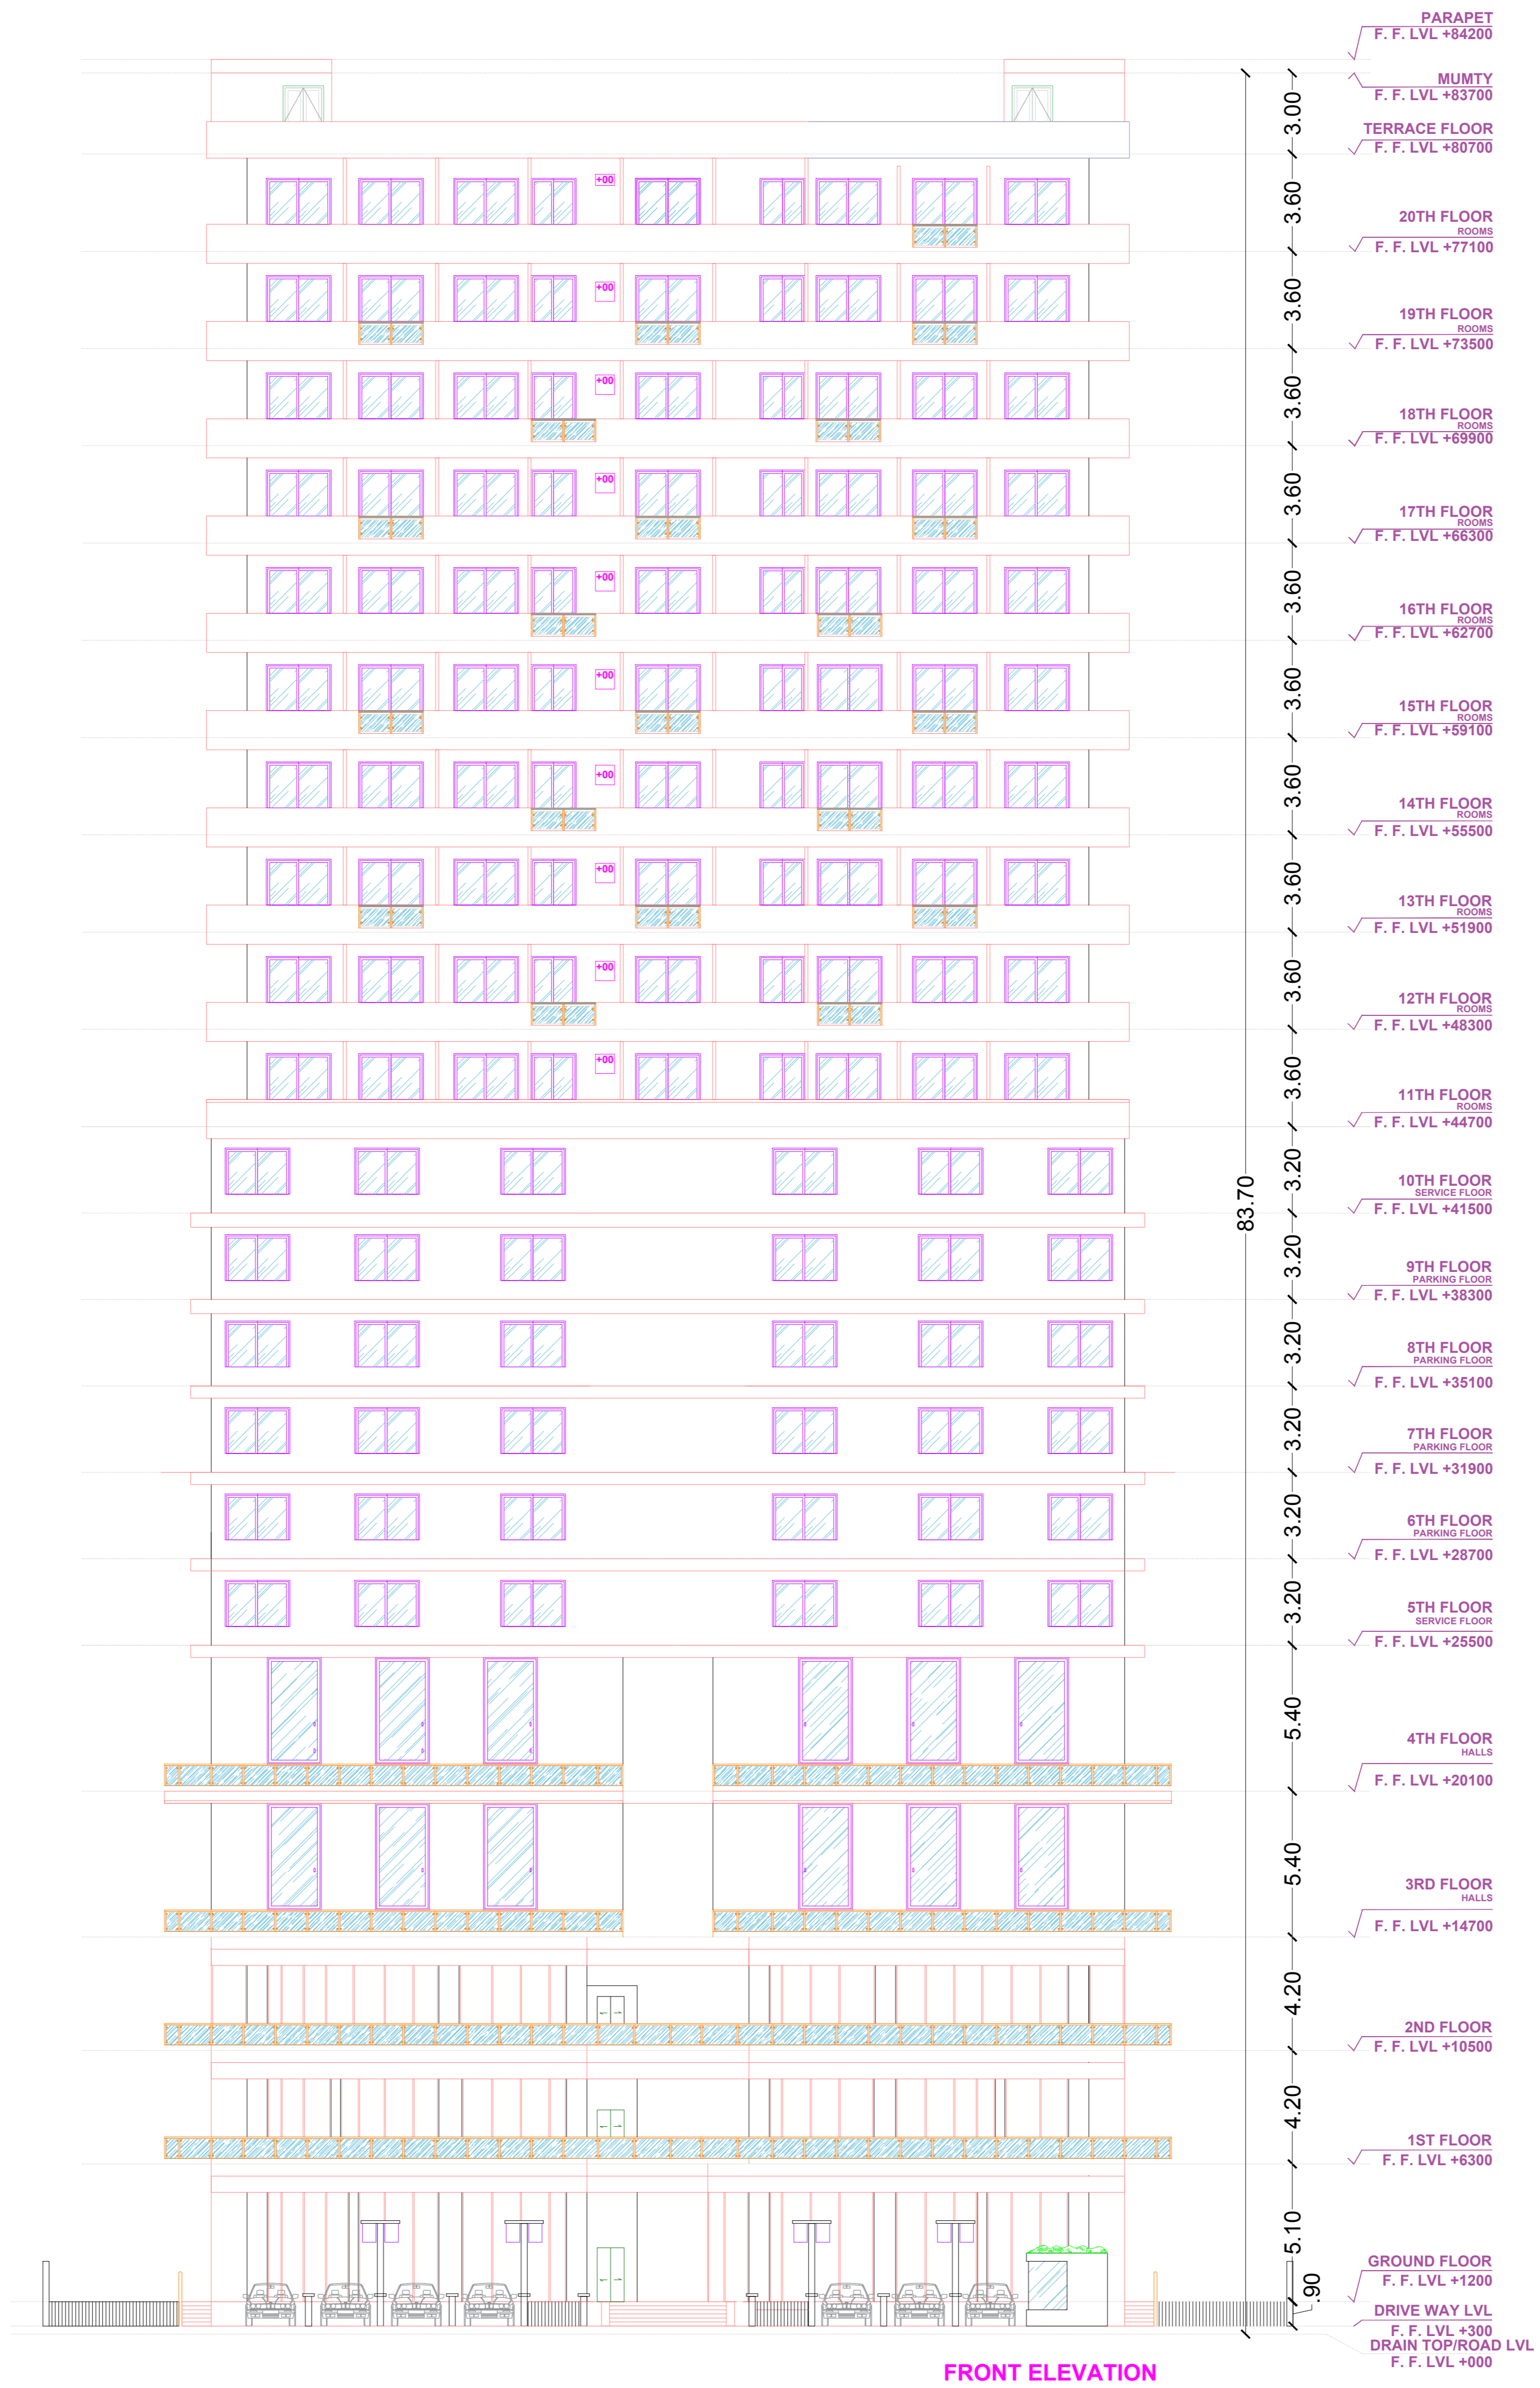 PARAPET
F. F. LVL +84200
MUMTY
F. F. LVL +83700
3.00
TERRACE FLOOR
F. F. LVL +80700
+00
3.60
20TH FLOOR
ROOMS
F. F. LVL +77100
+00
3.60
19TH FLOOR
ROOMS
F. F. LVL +73500
+00
3.60
18TH FLOOR
ROOMS
F. F. LVL +69900
+00
3.60
17TH FLOOR
ROOMS
F. F. LVL +66300
+00
3.60
16TH FLOOR
ROOMS
F. F. LVL +62700
+00
3.60
15TH FLOOR
ROOMS
F. F. LVL +59100
+00
3.60
14TH FLOOR
ROOMS
F. F. LVL +55500
+00
3.60
13TH FLOOR
ROOMS
F. F. LVL +51900
+00
3.60
12TH FLOOR
ROOMS
F. F. LVL +48300
+00
3.60
11TH FLOOR
ROOMS
F. F. LVL +44700
3.20
10TH FLOOR
SERVICE FLOOR
F. F. LVL +41500
83.70
3.20
9TH FLOOR
PARKING FLOOR
F. F. LVL +38300
3.20
8TH FLOOR
PARKING FLOOR
F. F. LVL +35100
3.20
7TH FLOOR
PARKING FLOOR
F. F. LVL +31900
3.20
6TH FLOOR
PARKING FLOOR
F. F. LVL +28700
3.20
5TH FLOOR
SERVICE FLOOR
F. F. LVL +25500
5.40
4TH FLOOR
HALLS
F. F. LVL +20100
5.40
3RD FLOOR
HALLS
F. F. LVL +14700
4.20
2ND FLOOR
F. F. LVL +10500
4.20
1ST FLOOR
F. F. LVL +6300
5.10
GROUND FLOOR
F. F. LVL +1200
.90
DRIVE WAY LVL
F. F. LVL +300
DRAIN TOP/ROAD LVL
F. F. LVL +000
FRONT ELEVATION